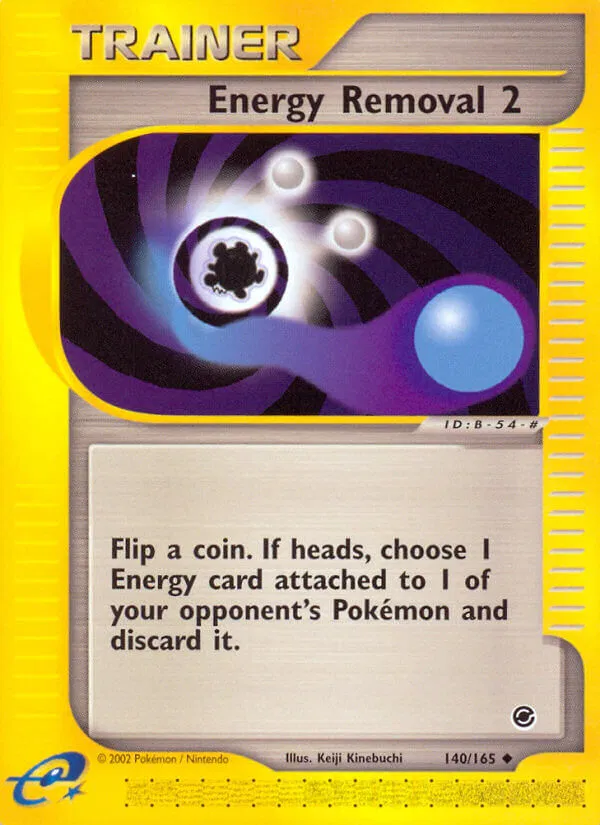 TRAINER
Energy Removal 2
ID:B-54-#
Flip a coin. If heads, choose 1
Energy card attached to 1 of
your opponent's Pokémon and
discard it.
© 2002 Pokémon / Nintendo Illus. Keiji Kinebuchi 140/165 ◆
e